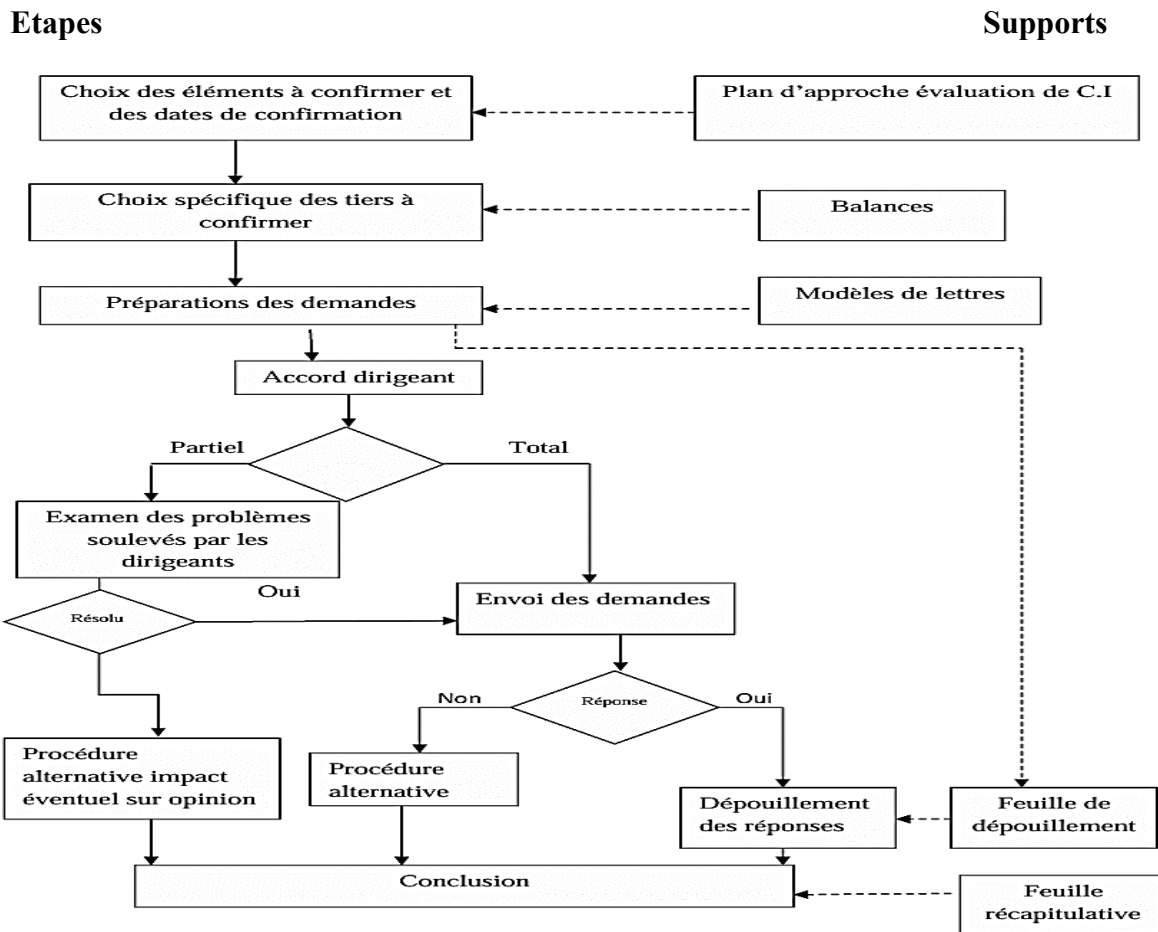 Etapes
Supports
Choix des éléments à confirmer et
des dates de confirmation
Plan d'approche évaluation de C.I
Choix spécifique des tiers à
confirmer
Balances
Préparations des demandes
Modèles de lettres
Accord dirigeant
Partiel
Total
Examen des problèmes
soulevés par les
dirigeants
Oui
Résolu
Envoi des demandes
Non
Réponse
Oui
Procédure
alternative impact
éventuel sur opinion
Procédure
alternative
Dépouillement
des réponses
Feuille de
dépouillement
Conclusion
Feuille
récapitulative